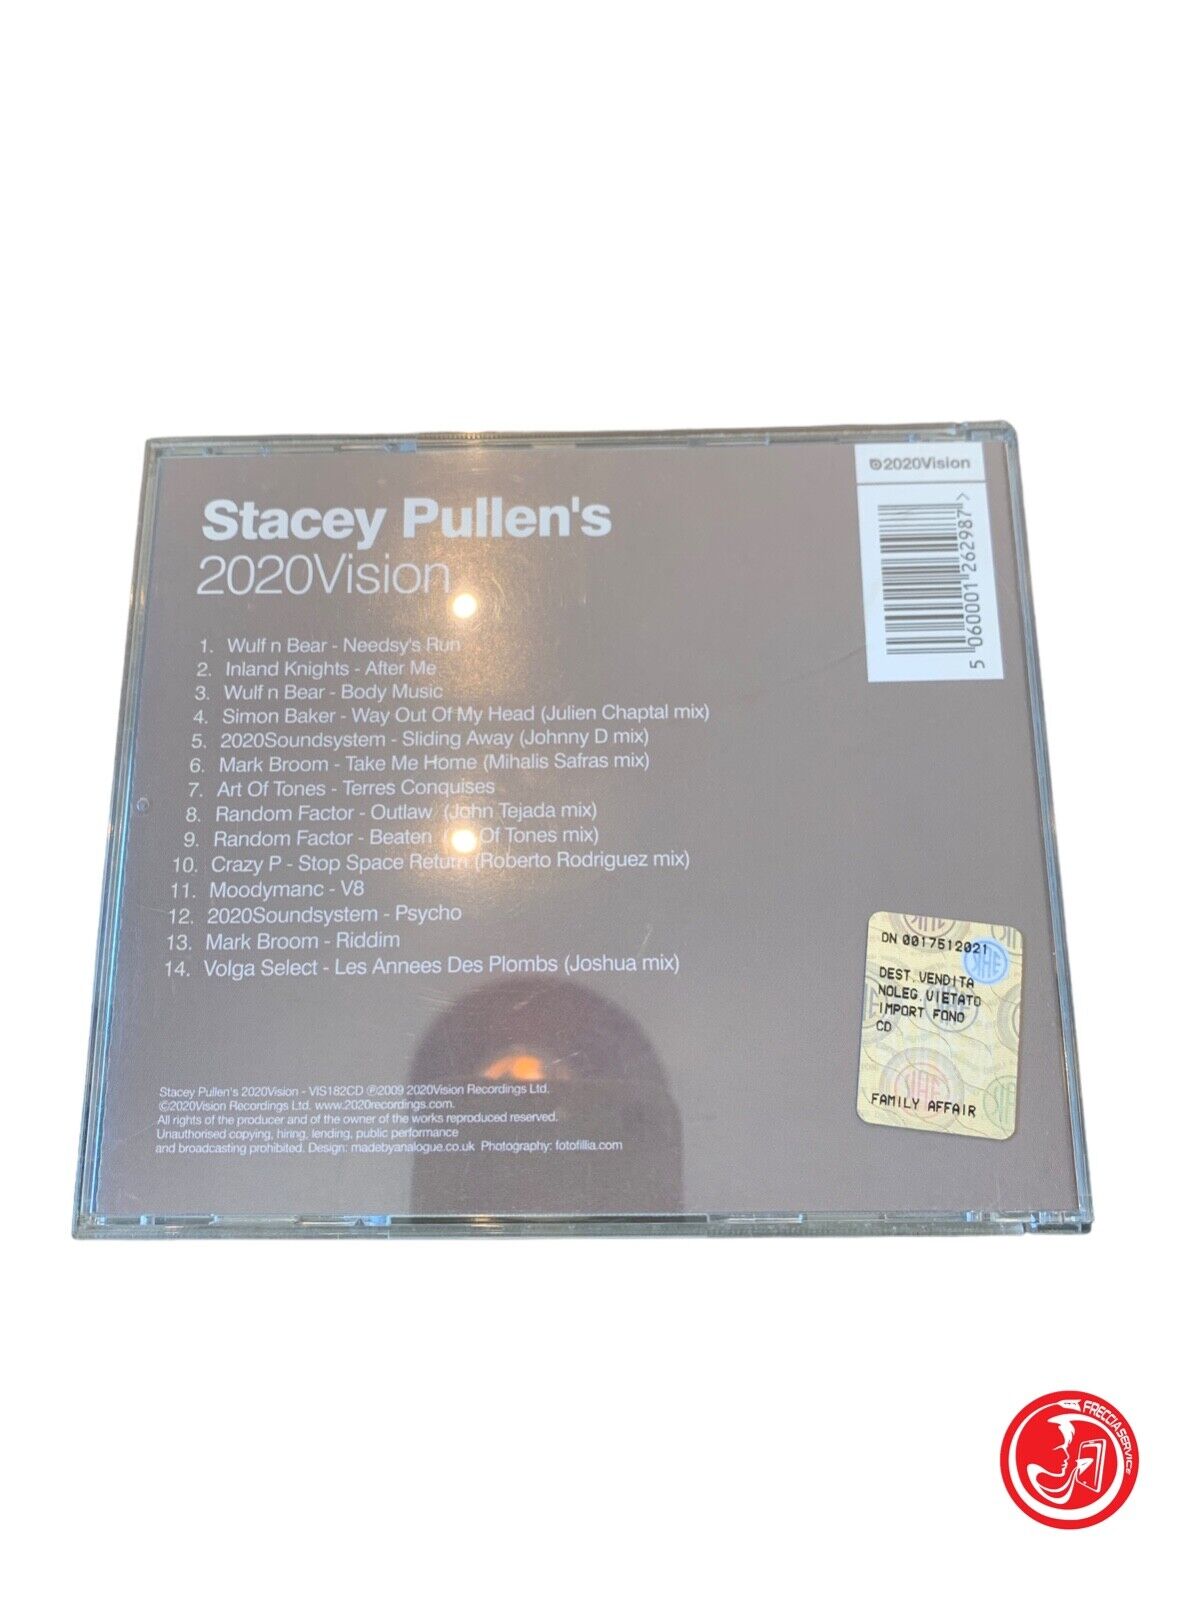 Stacey Pullen's
2020Vision
1. Wulf n Bear - Needsy's Run
2. Inland Knights - After Me
3. Wulf n Bear - Body Music
4. Simon Baker - Way Out Of My Head (Julien Chaptal mix)
5. 2020Soundsystem - Sliding Away (Johnny D mix)
6. Mark Broom - Take Me Home (Mihalis Safras mix)
7. Art Of Tones - Terres Conquises
8. Random Factor - Outlaw (John Tejada mix)
9. Random Factor - Beaten Of Tones mix)
10. Crazy P - Stop Space Return (Roberto Rodriguez mix)
11. Moodymanc - V8
12. 2020Soundsystem - Psycho
13. Mark Broom - Riddim
14. Volga Select - Les Annees Des Plombs (Joshua mix)
Stacey Pullen's 2020Vision - VIS182CD ℗2009 2020Vision Recordings Ltd.
©2020Vision Recordings Ltd. www.2020recordings.com.
All rights of the producer and of the owner of the works reproduced reserved.
Unauthorised copying, hiring, lending, public performance
and broadcasting prohibited. Design: madebyanalogue.co.uk Photography: fotofillia.com
2020Vision
5 060001 262987 >
DN 0017512021
DEST.VENDITA
NOLEG.VIETATO
IMPORT FONO
CD
FAMILY AFFAIR
FRECCIASERVICE